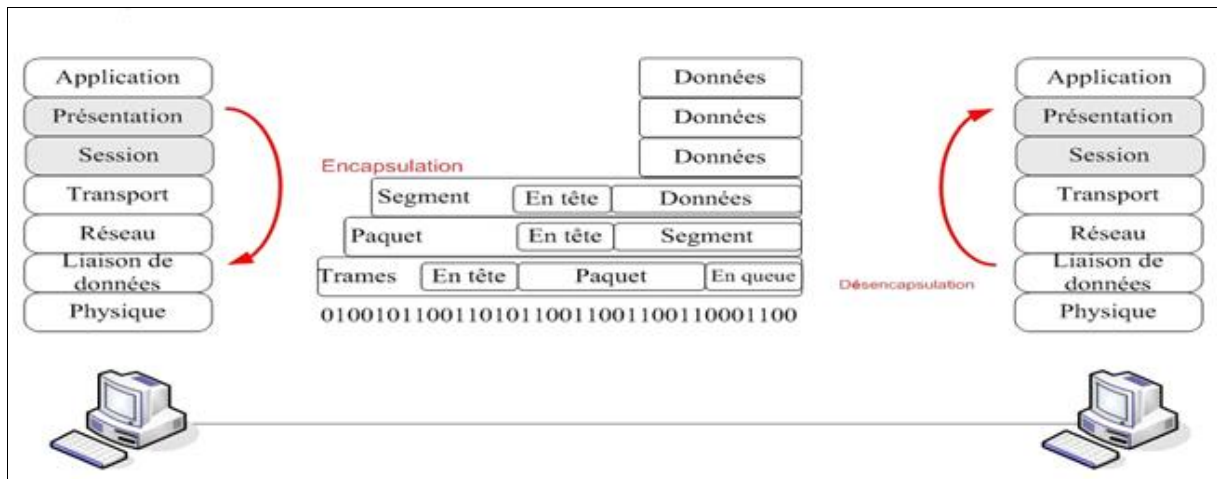 Application
Présentation
Session
Transport
Réseau
Liaison de
données
Physique
Données
Données
Données
Encapsulation
Segment En tête Données
Paquet En tête Segment
Trames En tête Paquet En queue
0100101100110101100110011001100110001100
Désencapsulation
Application
Présentation
Session
Transport
Réseau
Liaison de
données
Physique